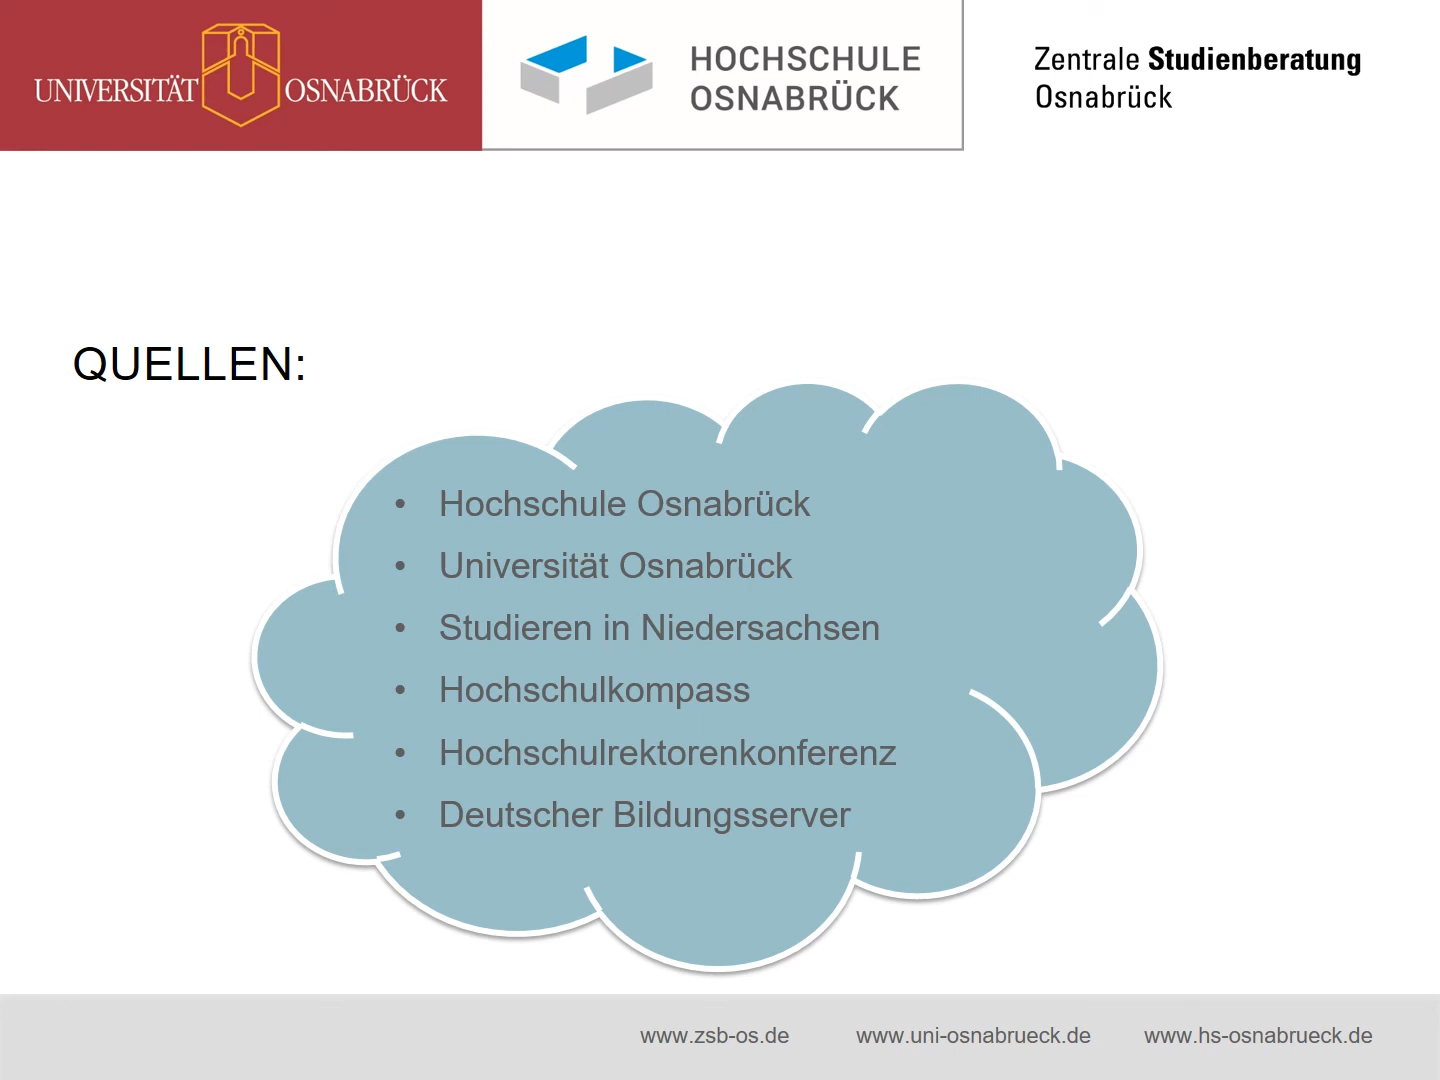 UNIVERSITÄT OSNABRÜCK
HOCHSCHULE
OSNABRÜCK
Zentrale Studienberatung
Osnabrück
QUELLEN:
• Hochschule Osnabrück
• Universität Osnabrück
• Studieren in Niedersachsen
• Hochschulkompass
• Hochschulrektorenkonferenz
• Deutscher Bildungsserver
www.zsb-os.de www.uni-osnabrueck.de www.hs-osnabrueck.de